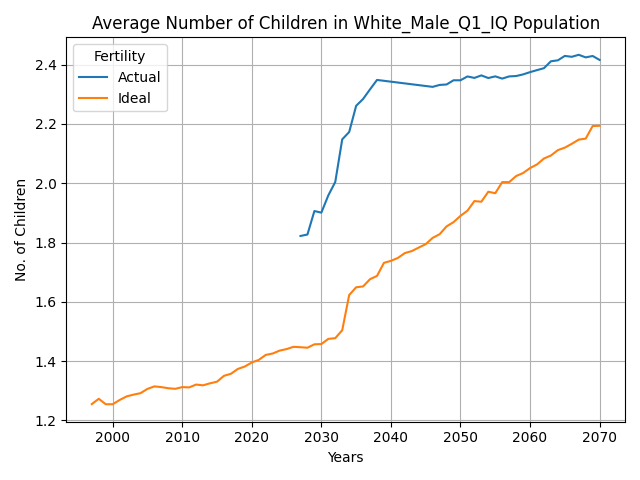 Average Number of Children in White_Male_Q1_IQ Population
Fertility
Actual
Ideal
No. of Children
2.4
2.2
2.0
1.8
1.6
1.4
1.2
2000
2010
2020
2030
2040
2050
2060
2070
Years